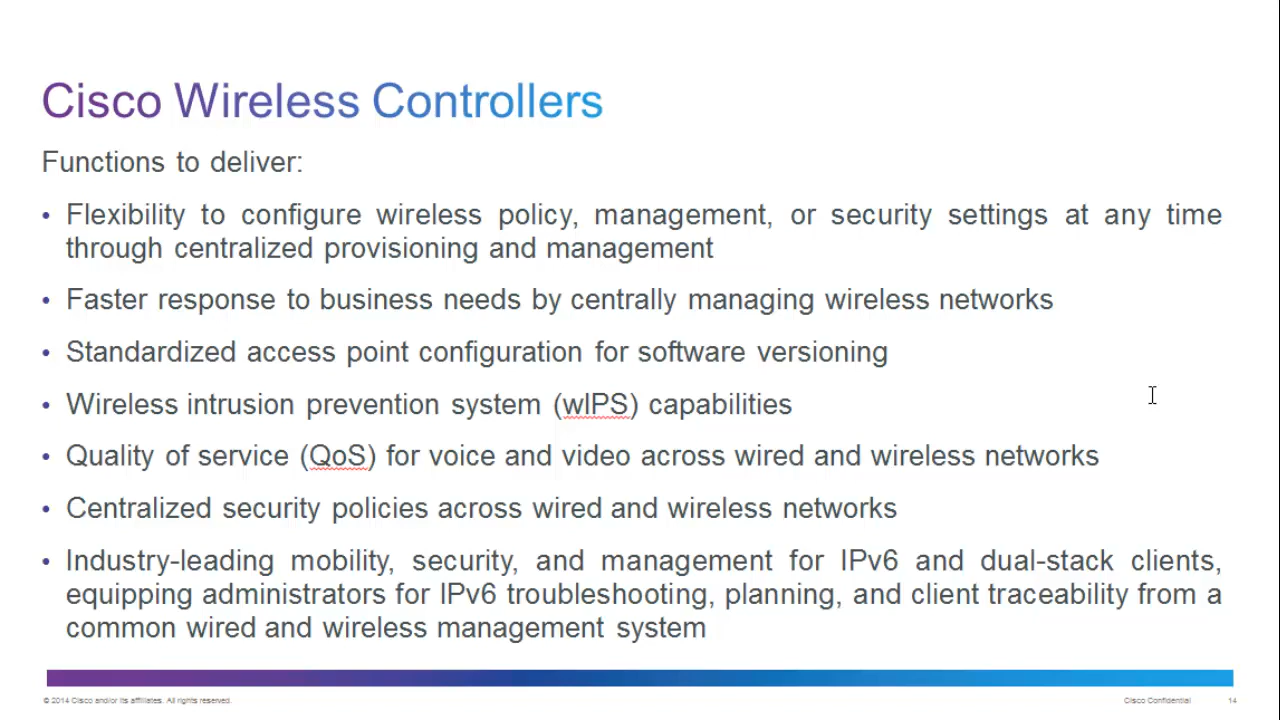 Cisco Wireless Controllers
Functions to deliver:
• Flexibility to configure wireless policy, management, or security settings at any time
through centralized provisioning and management
• Faster response to business needs by centrally managing wireless networks
• Standardized access point configuration for software versioning
• Wireless intrusion prevention system (wIPS) capabilities
• Quality of service (QoS) for voice and video across wired and wireless networks
• Centralized security policies across wired and wireless networks
• Industry-leading mobility, security, and management for IPv6 and dual-stack clients,
equipping administrators for IPv6 troubleshooting, planning, and client traceability from a
common wired and wireless management system
© 2014 Cisco and/or its affiliates. All rights reserved. Cisco Confidential 14